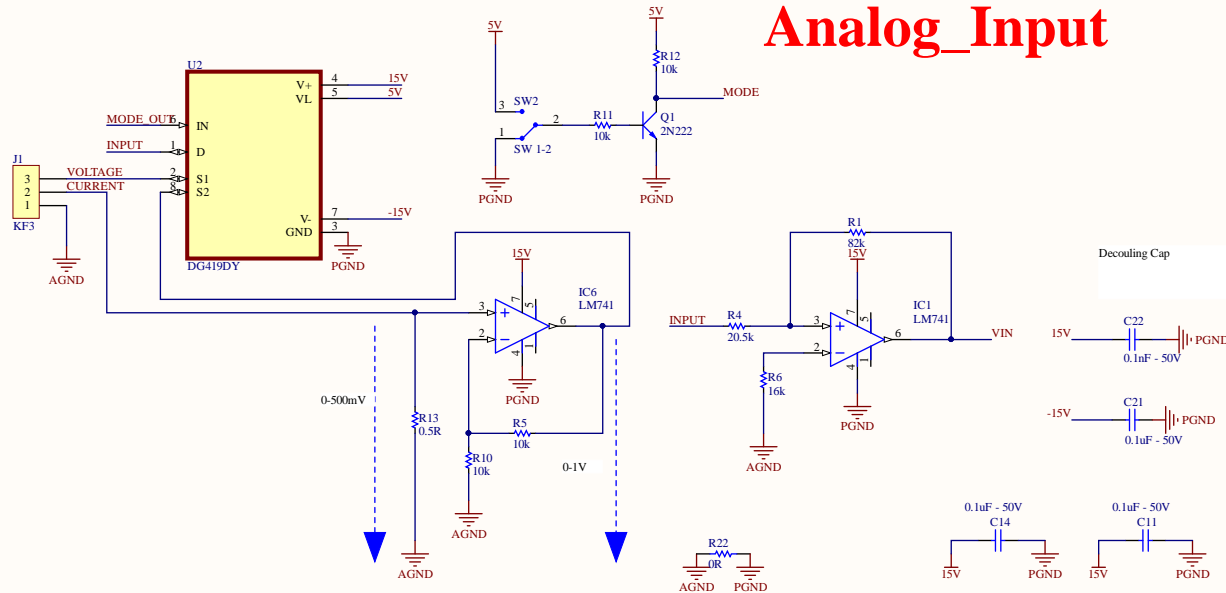 Analog_Input
U2
V+ 4 15V
VL 5 5V
MODE_OUT 6 IN
INPUT 1 D
VOLTAGE 2 S1
CURRENT 8 S2
V- 7 -15V
GND 3
PGND
DG419DY
J1
3
2
1
KF3
AGND
5V
3 SW2
2
1
SW 1-2
PGND
R11
10k
5V
R12
10k
MODE
Q1
2N222
PGND
15V
IC6
LM741
7
5
3
2
6
4
1
PGND
0-500mV
R13
0.5R
AGND
R5
10k
R10
10k
AGND
0-1V
R1
82k
15V
IC1
LM741
7
5
INPUT
R4
20.5k
3
2
6
VIN
4
1
PGND
R6
16k
AGND
R22
0R
AGND
PGND
Decouling Cap
15V
C22
0.1nF - 50V
PGND
-15V
C21
0.1uF - 50V
PGND
0.1uF - 50V
C14
15V
PGND
0.1uF - 50V
C11
15V
PGND